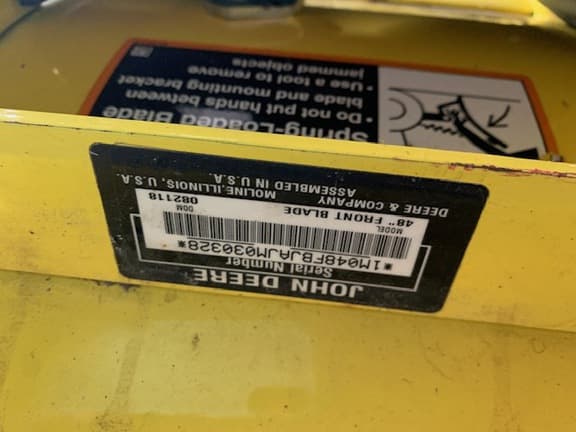 JOHN DEERE
Serial Number
*1M048FBJAJM030328*
MODEL DOM
48" FRONT BLADE 082118
DEERE & COMPANY MOLINE, ILLINOIS, U.S.A.
ASSEMBLED IN U.S.A.
Spring-Loaded Blade
• Do not put hands between
blade and mounting bracket
• Use a tool to remove
jammed objects